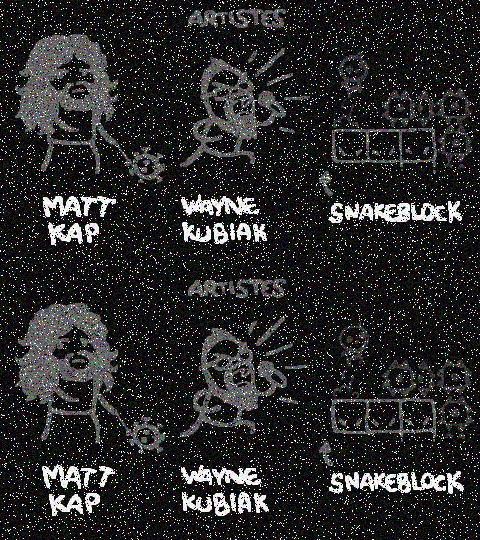 ARTISTES
MATT
KAP
WAYNE
KUBIAK
SNAKEBLOCK
ARTISTES
MATT
KAP
WAYNE
KUBIAK
SNAKEBLOCK